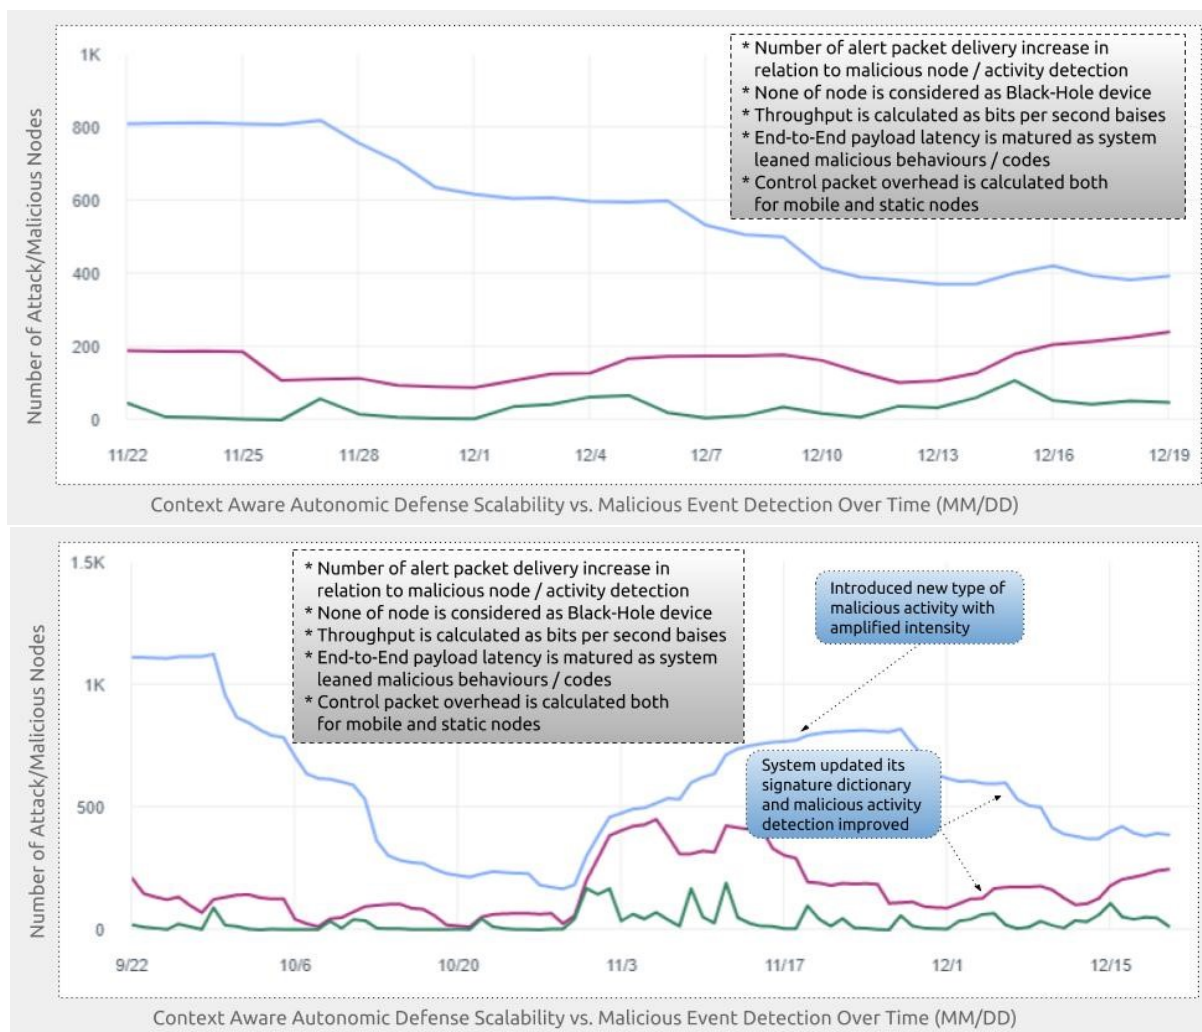 1K
800
600
400
200
0
Number of Attack/Malicious Nodes
* Number of alert packet delivery increase in
relation to malicious node / activity detection
* None of node is considered as Black-Hole device
* Throughput is calculated as bits per second baises
* End-to-End payload latency is matured as system
leaned malicious behaviours / codes
* Control packet overhead is calculated both
for mobile and static nodes
11/22 11/25 11/28 12/1 12/4 12/7 12/10 12/13 12/16 12/19
Context Aware Autonomic Defense Scalability vs. Malicious Event Detection Over Time (MM/DD)
1.5K
1K
500
0
Number of Attack/Malicious Nodes
* Number of alert packet delivery increase in
relation to malicious node / activity detection
* None of node is considered as Black-Hole device
* Throughput is calculated as bits per second baises
* End-to-End payload latency is matured as system
leaned malicious behaviours / codes
* Control packet overhead is calculated both
for mobile and static nodes
Introduced new type of
malicious activity with
amplified intensity
System updated its
signature dictionary
and malicious activity
detection improved
9/22 10/6 10/20 11/3 11/17 12/1 12/15
Context Aware Autonomic Defense Scalability vs. Malicious Event Detection Over Time (MM/DD)